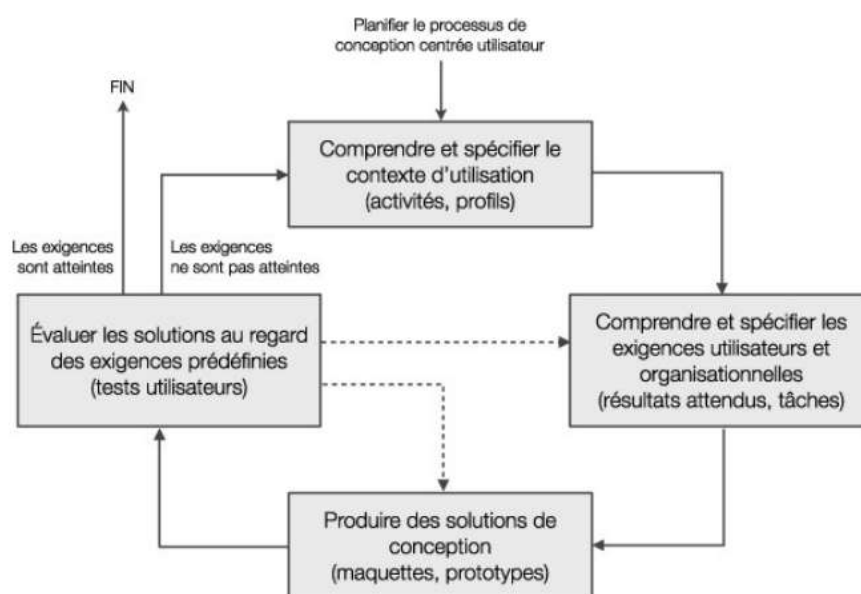 Planifier le processus de
conception centrée utilisateur
FIN
Comprendre et spécifier le
contexte d'utilisation
(activités, profils)
Les exigences
sont atteintes
Les exigences
ne sont pas atteintes
Évaluer les solutions au regard
des exigences prédéfinies
(tests utilisateurs)
Comprendre et spécifier les
exigences utilisateurs et
organisationnelles
(résultats attendus, tâches)
Produire des solutions de
conception
(maquettes, prototypes)